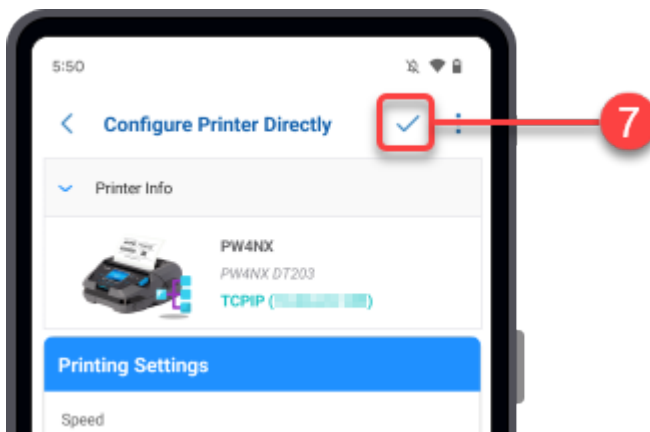 5:50
Configure Printer Directly
7
Printer Info
PW4NX
PW4NX DT203
TCPIP ( )
Printing Settings
Speed